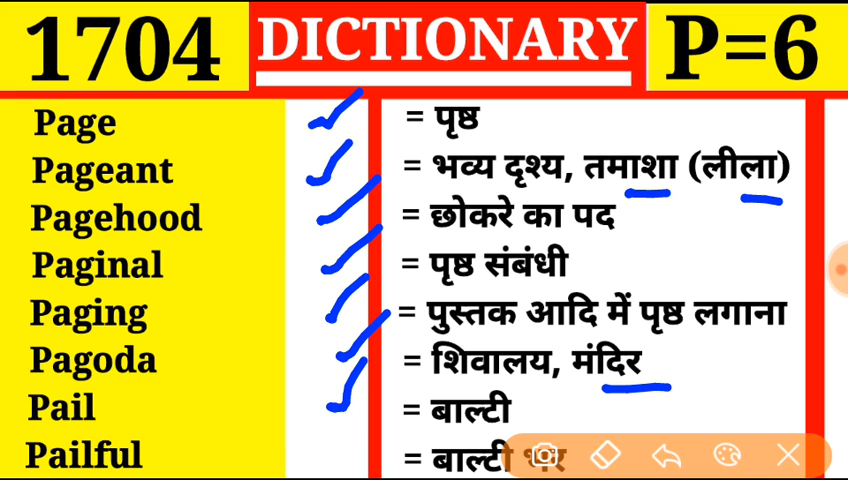 1704 DICTIONARY P=6
Page = पृष्ठ
Pageant = भव्य दृश्य, तमाशा (लीला)
Pagehood = छोकरे का पद
Paginal = पृष्ठ संबंधी
Paging = पुस्तक आदि में पृष्ठ लगाना
Pagoda = शिवालय, मंदिर
Pail = बाल्टी
Pailful = बाल्टी भर